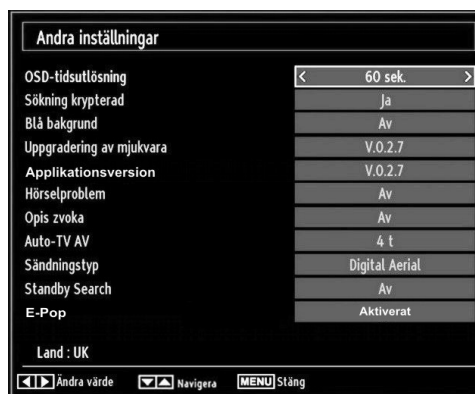 Andra inställningar
OSD-tidsutlösning < 60 sek. >
Sökning krypterad Ja
Blå bakgrund Av
Uppgradering av mjukvara V.0.2.7
Applikationsversion V.0.2.7
Hörselproblem Av
Opis zvoka Av
Auto-TV AV 4 t
Sändningstyp Digital Aerial
Standby Search Av
E-Pop Aktiverat
Land : UK
Ändra värde Navigera MENU Stäng